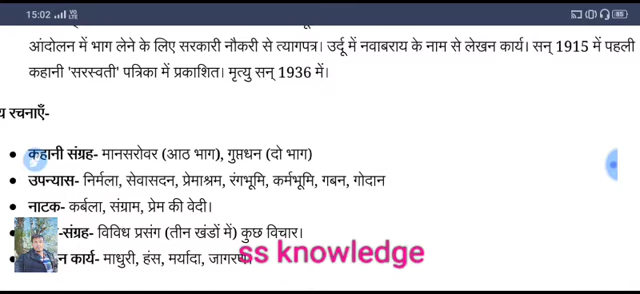 15:02
85
आंदोलन में भाग लेने के लिए सरकारी नौकरी से त्यागपत्र। उर्दू में नवाबराय के नाम से लेखन कार्य। सन् 1915 में पहली
कहानी 'सरस्वती' पत्रिका में प्रकाशित। मृत्यु सन् 1936 में।
रचनाएँ-
कहानी संग्रह- मानसरोवर (आठ भाग), गुप्तधन (दो भाग)
उपन्यास- निर्मला, सेवासदन, प्रेमाश्रम, रंगभूमि, कर्मभूमि, गबन, गोदान
नाटक- कर्बला, संग्राम, प्रेम की वेदी।
-संग्रह- विविध प्रसंग (तीन खंडों में) कुछ विचार।
न कार्य- माधुरी, हंस, मर्यादा, जागरण।
ss knowledge